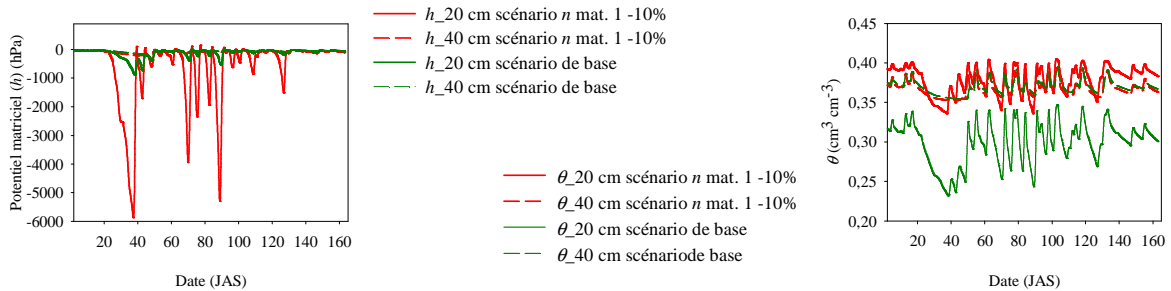 Potentiel matriciel (h) (hPa)
0
-1000
-2000
-3000
-4000
-5000
-6000
20 40 60 80 100 120 140 160
Date (JAS)
h_20 cm scénario n mat. 1 -10%
h_40 cm scénario n mat. 1 -10%
h_20 cm scénario de base
h_40 cm scénario de base
θ_20 cm scénario n mat. 1 -10%
θ_40 cm scénario n mat. 1 -10%
θ_20 cm scénario de base
θ_40 cm scénariode base
θ (cm³ cm-³)
0,40
0,35
0,30
0,25
0,20
20 40 60 80 100 120 140 160
Date (JAS)